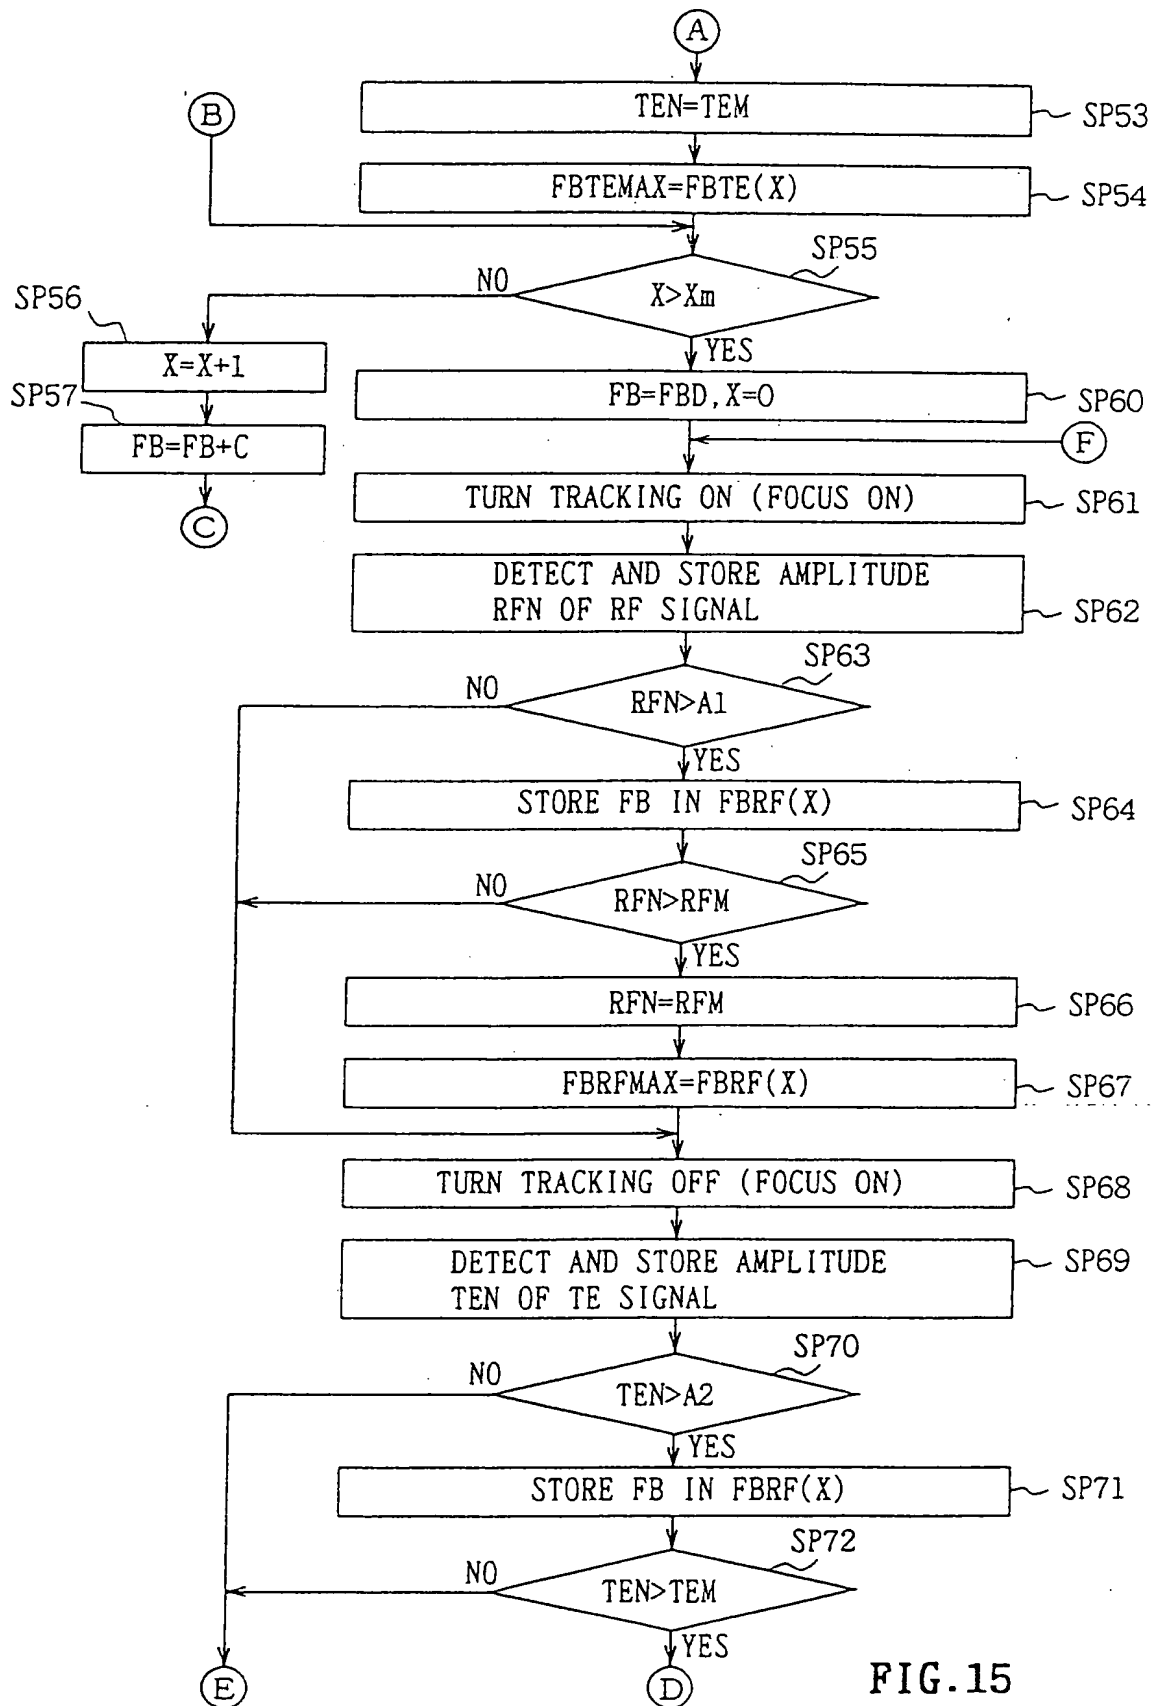 A
TEN=TEM
SP53
B
FBTEMAX=FBTE(X)
SP54
SP55
NO
X>Xm
SP56
YES
X=X+1
FB=FBD,X=0
SP60
SP57
FB=FB+C
F
C
TURN TRACKING ON (FOCUS ON)
SP61
DETECT AND STORE AMPLITUDE
RFN OF RF SIGNAL
SP62
SP63
NO
RFN>A1
YES
STORE FB IN FBRF(X)
SP64
SP65
NO
RFN>RFM
YES
RFN=RFM
SP66
FBRFMAX=FBRF(X)
SP67
TURN TRACKING OFF (FOCUS ON)
SP68
DETECT AND STORE AMPLITUDE
TEN OF TE SIGNAL
SP69
SP70
NO
TEN>A2
YES
STORE FB IN FBRF(X)
SP71
SP72
NO
TEN>TEM
YES
E
D
FIG.15